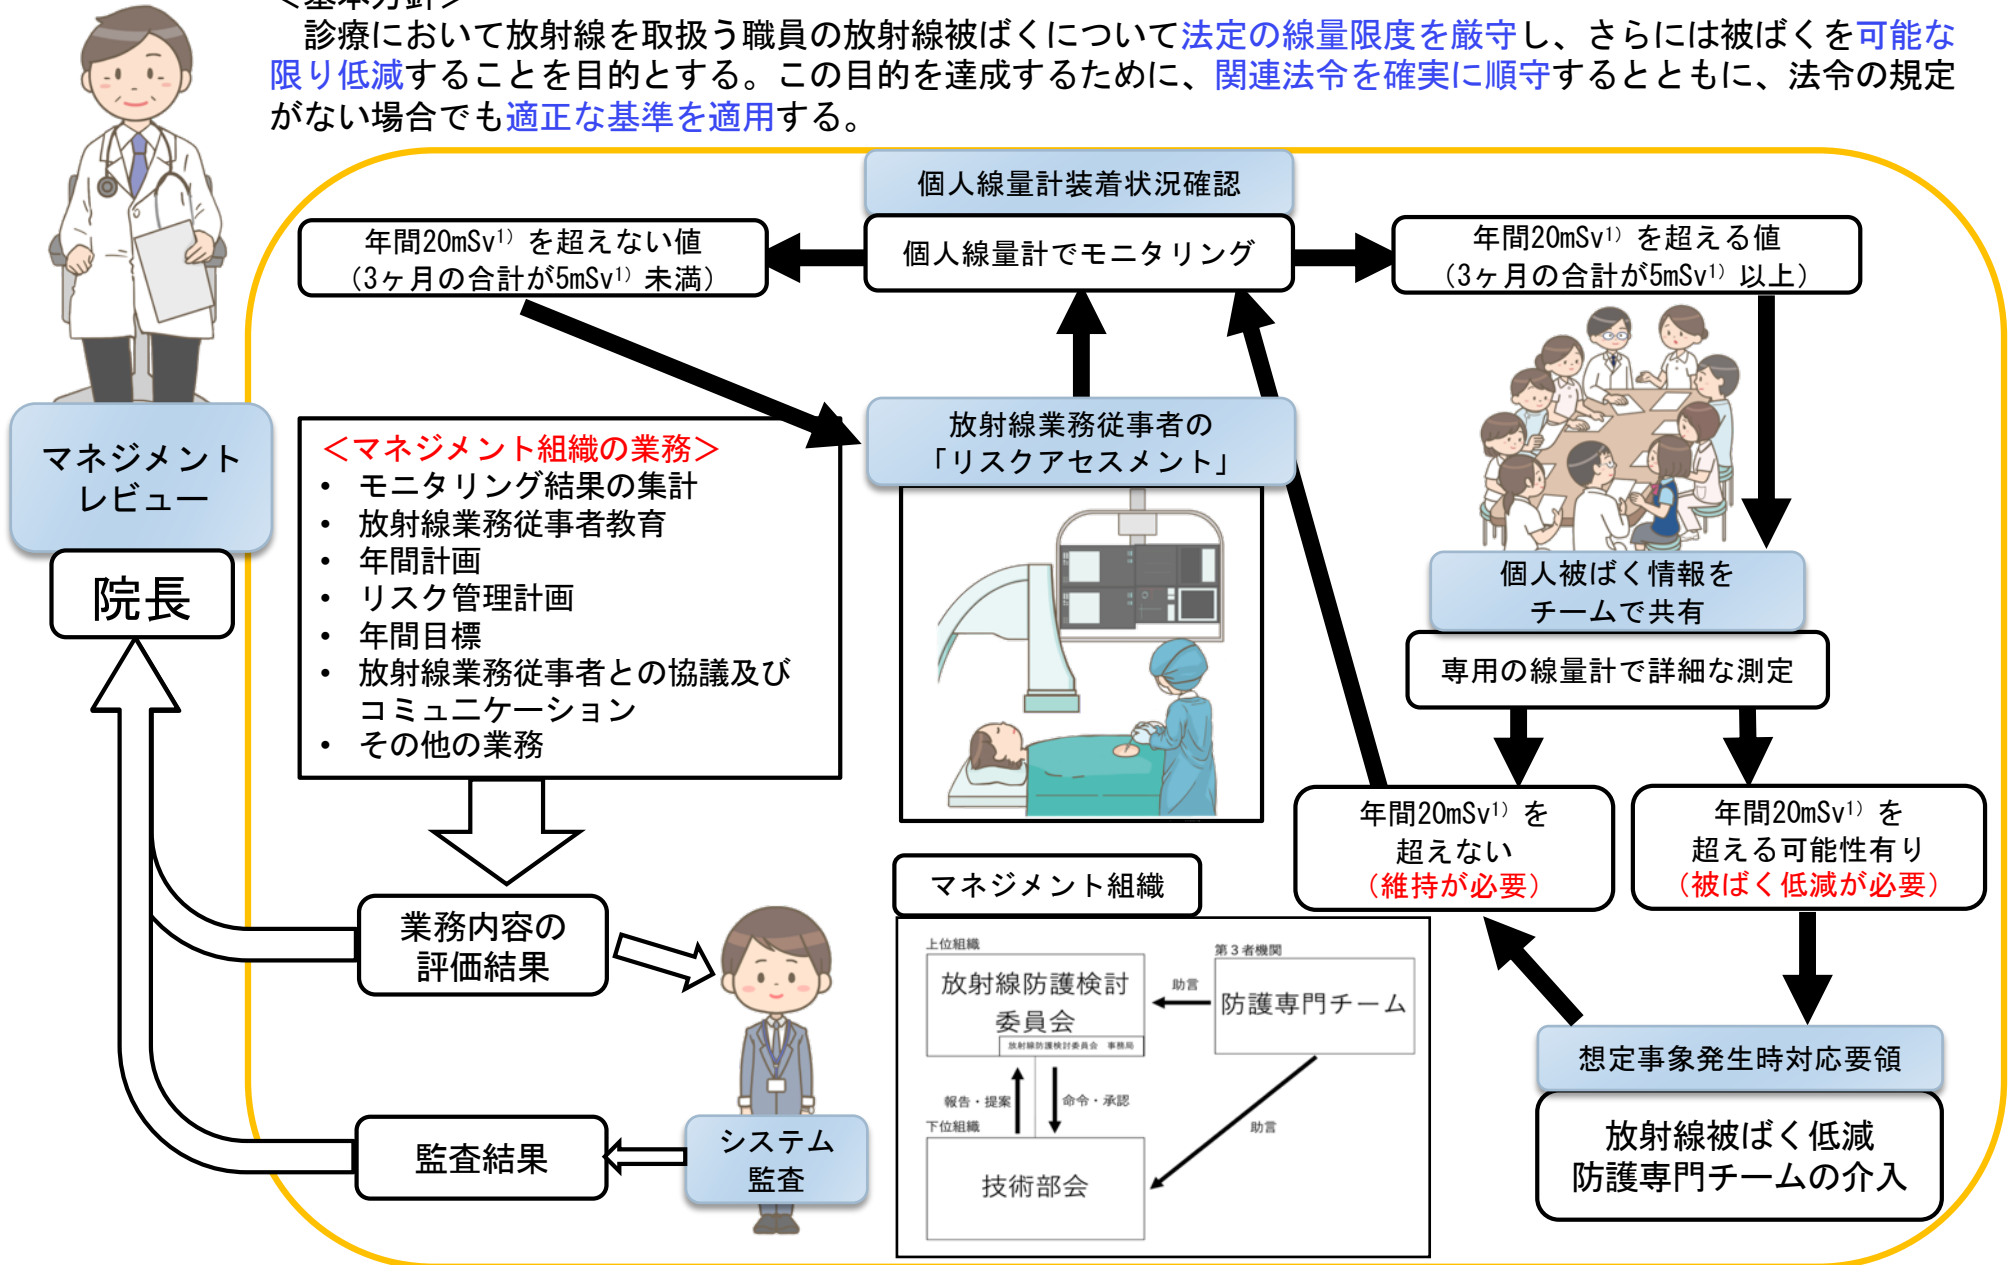 ＜基本方針＞
診療において放射線を取扱う職員の放射線被ばくについて法定の線量限度を厳守し、さらには被ばくを可能な
限り低減することを目的とする。この目的を達成するために、関連法令を確実に順守するとともに、法令の規定
がない場合でも適正な基準を適用する。
個人線量計装着状況確認
個人線量計でモニタリング
年間20mSv1) を超えない値
（3ヶ月の合計が5mSv1) 未満）
年間20mSv1) を超える値
（3ヶ月の合計が5mSv1) 以上）
マネジメント
レビュー
院長
＜マネジメント組織の業務＞
• モニタリング結果の集計
• 放射線業務従事者教育
• 年間計画
• リスク管理計画
• 年間目標
• 放射線業務従事者との協議及び
コミュニケーション
• その他の業務
放射線業務従事者の
「リスクアセスメント」
個人被ばく情報を
チームで共有
専用の線量計で詳細な測定
年間20mSv1) を
超えない
（維持が必要）
年間20mSv1) を
超える可能性有り
（被ばく低減が必要）
業務内容の
評価結果
マネジメント組織
上位組織
放射線防護検討
委員会
放射線防護検討委員会 事務局
第３者機関
防護専門チーム
助言
報告・提案
命令・承認
助言
下位組織
技術部会
想定事象発生時対応要領
放射線被ばく低減
防護専門チームの介入
監査結果
システム
監査